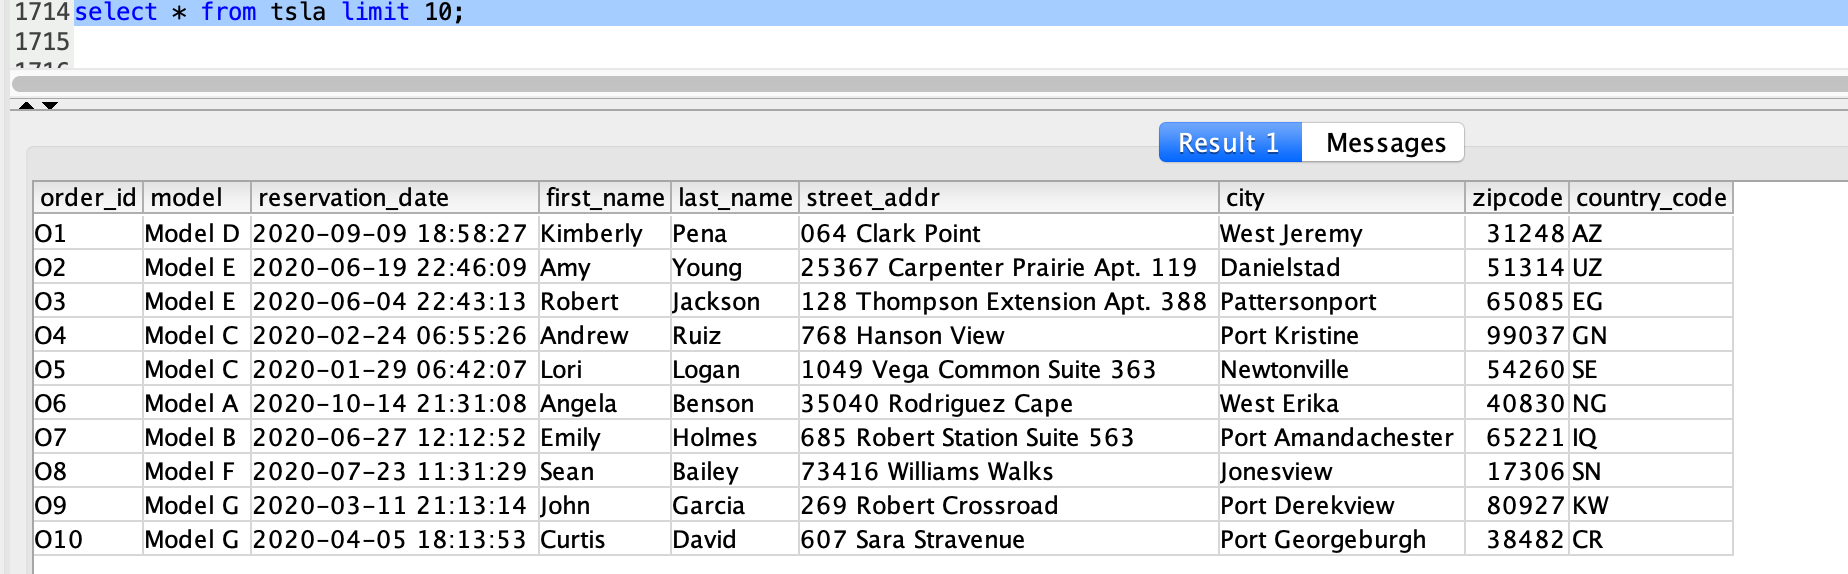 1714 select * from tsla limit 10;
1715
1716
Result 1 Messages
order_id model reservation_date first_name last_name street_addr city zipcode country_code
O1 Model D 2020-09-09 18:58:27 Kimberly Pena 064 Clark Point West Jeremy 31248 AZ
O2 Model E 2020-06-19 22:46:09 Amy Young 25367 Carpenter Prairie Apt. 119 Danielstad 51314 UZ
O3 Model E 2020-06-04 22:43:13 Robert Jackson 128 Thompson Extension Apt. 388 Pattersonport 65085 EG
O4 Model C 2020-02-24 06:55:26 Andrew Ruiz 768 Hanson View Port Kristine 99037 GN
O5 Model C 2020-01-29 06:42:07 Lori Logan 1049 Vega Common Suite 363 Newtonville 54260 SE
O6 Model A 2020-10-14 21:31:08 Angela Benson 35040 Rodriguez Cape West Erika 40830 NG
O7 Model B 2020-06-27 12:12:52 Emily Holmes 685 Robert Station Suite 563 Port Amandachester 65221 IQ
O8 Model F 2020-07-23 11:31:29 Sean Bailey 73416 Williams Walks Jonesview 17306 SN
O9 Model G 2020-03-11 21:13:14 John Garcia 269 Robert Crossroad Port Derekview 80927 KW
O10 Model G 2020-04-05 18:13:53 Curtis David 607 Sara Stravenue Port Georgeburgh 38482 CR